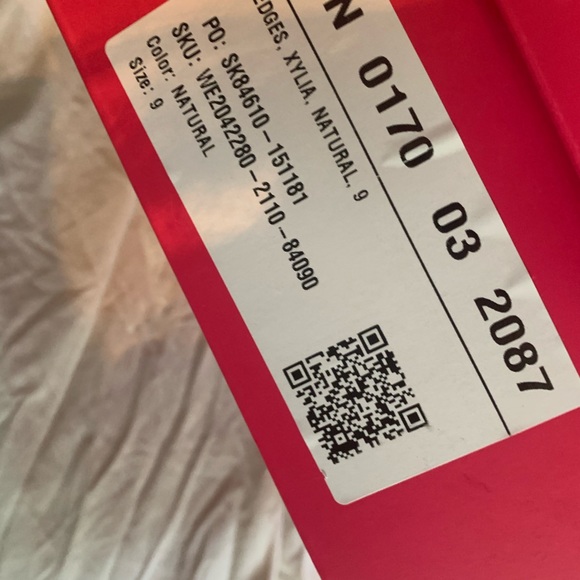 N 0170 03 2087
EDGES, XYLIA, NATURAL, 9
PO: SK84610-151181
SKU: WE2042280-2110-84090
Color: NATURAL
Size: 9